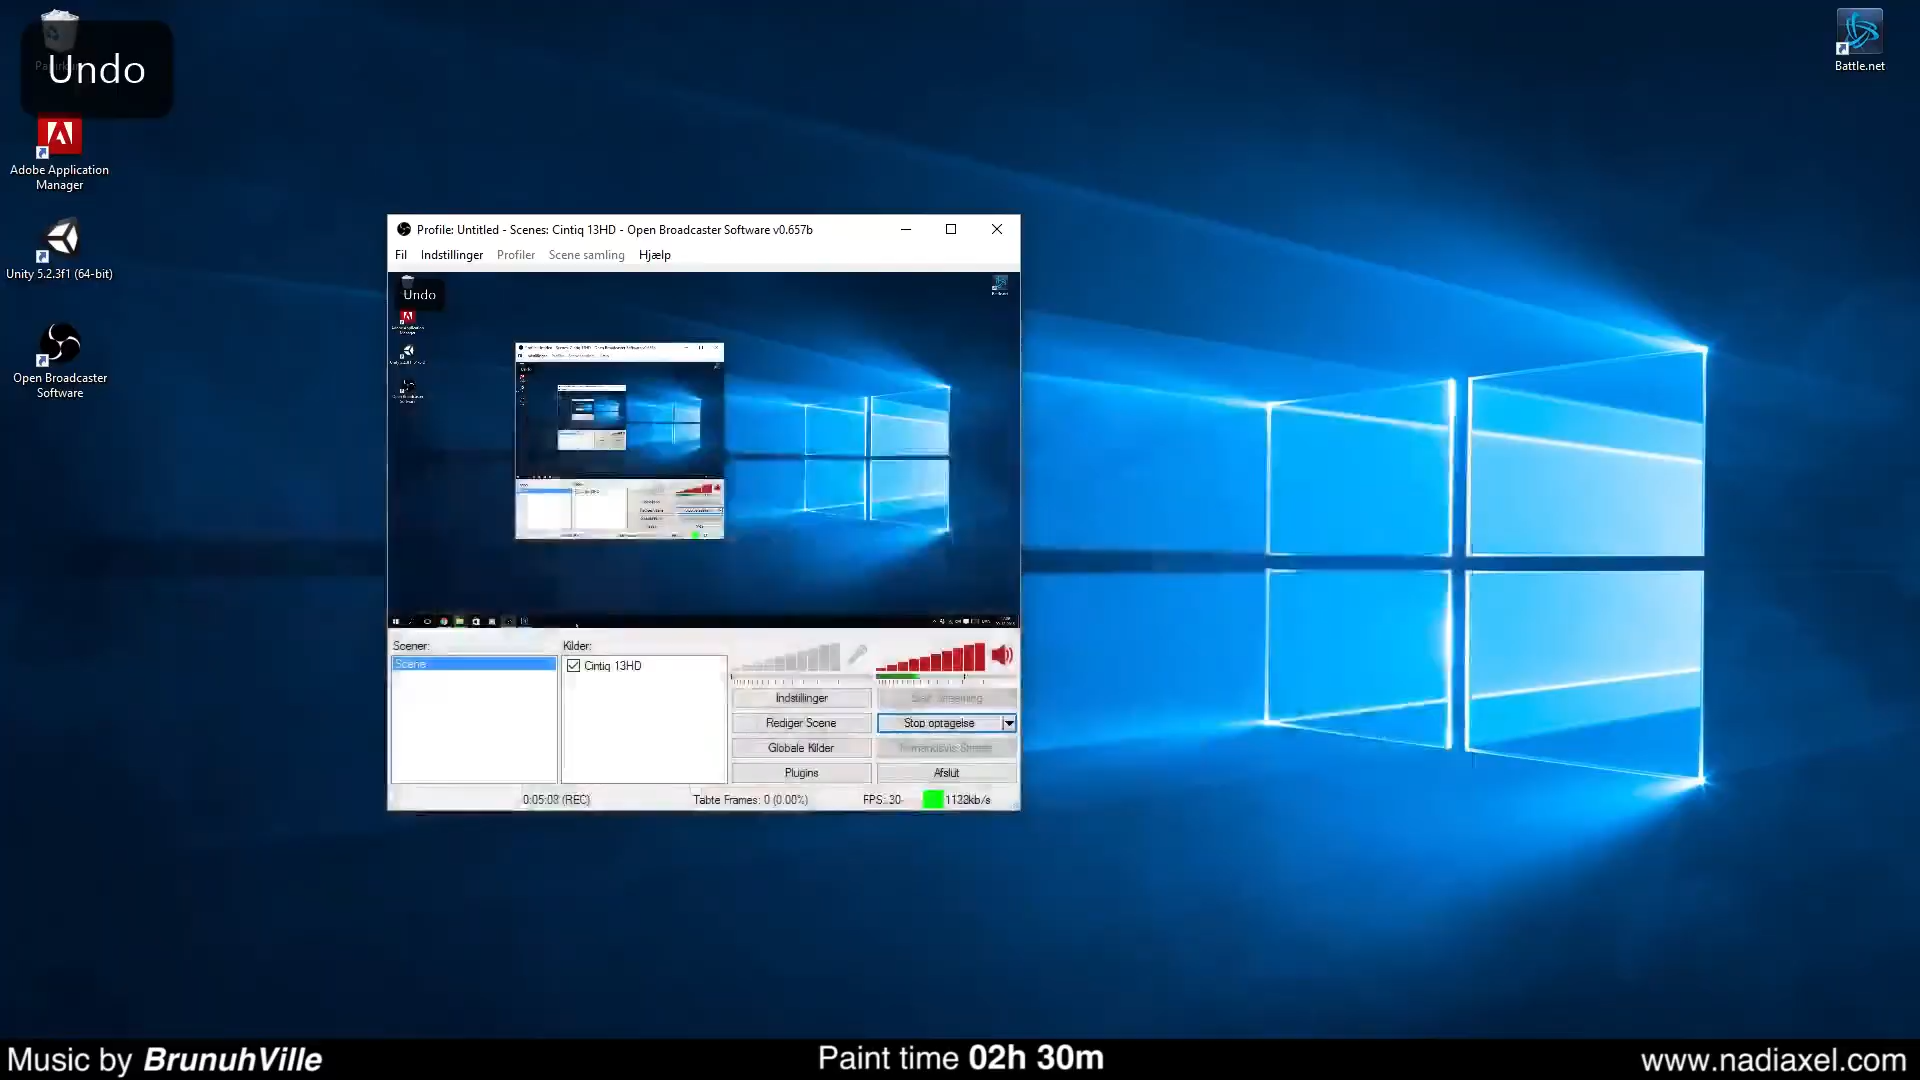 Undo
Battle.net
Adobe Application
Manager
Unity 5.2.3f1 (64-bit)
Open Broadcaster
Software
Profile: Untitled - Scenes: Cintiq 13HD - Open Broadcaster Software v0.657b
Fil Indstillinger Profiler Scene samling Hjælp
Undo
Scener: Kilder:
Scene
Cintiq 13HD
Indstillinger
Rediger Scene Stop optagelse
Globale Kilder
Plugins Afslut
0:05:08 (REC) Tabte Frames: 0 (0.00%) FPS: 30
Music by BrunuhVille
Paint time 02h 30m
www.nadiaxel.com